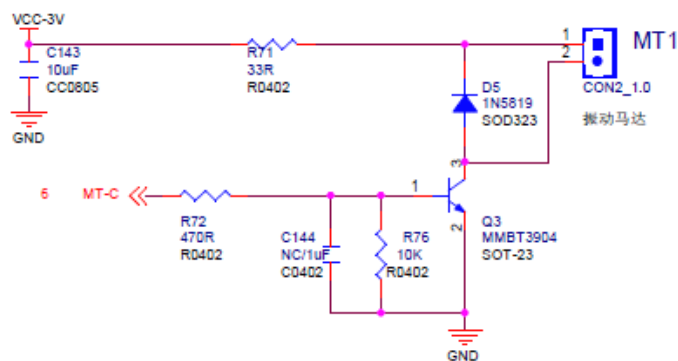 VCC-3V
C143
10uF
CC0805
GND
R71
33R
R0402
D5
1N5819
SOD323
1
2
MT1
CON2_1.0
振动马达
6 MT-C
R72
470R
R0402
C144
NC/1uF
C0402
R76
10K
R0402
1
3
2
Q3
MMBT3904
SOT-23
GND